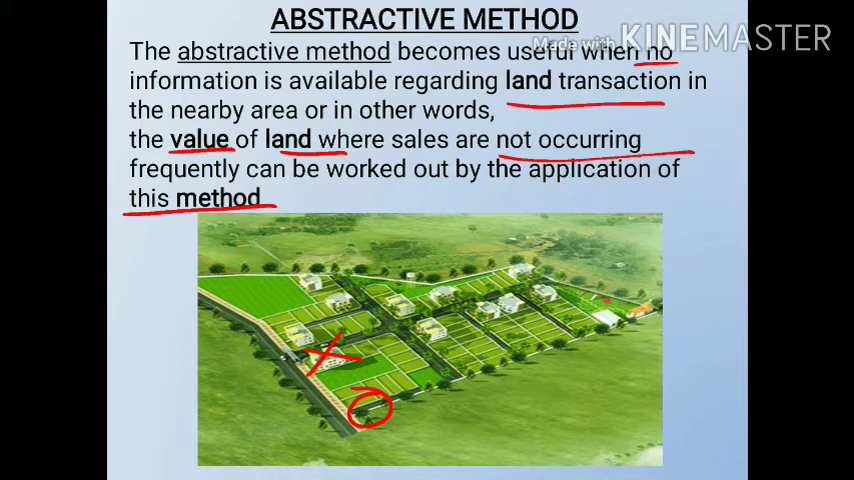 ABSTRACTIVE METHOD
Made with KINEMASTER
The abstractive method becomes useful when no
information is available regarding land transaction in
the nearby area or in other words,
the value of land where sales are not occurring
frequently can be worked out by the application of
this method